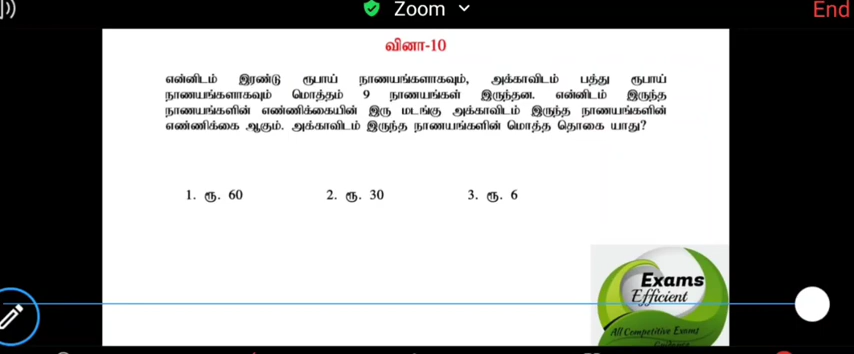 Zoom
End
வினா-10
என்னிடம் இரண்டு ரூபாய் நாணயங்களாகவும், அக்காவிடம் பத்து ரூபாய்
நாணயங்களாகவும் மொத்தம் 9 நாணயங்கள் இருந்தன. என்னிடம் இருந்த
நாணயங்களின் எண்ணிக்கையின் இரு மடங்கு அக்காவிடம் இருந்த நாணயங்களின்
எண்ணிக்கை ஆகும். அக்காவிடம் இருந்த நாணயங்களின் மொத்த தொகை யாது?
1. ரூ. 60 2. ரூ. 30 3. ரூ. 6
Exams
Efficient
All Competitive Exams